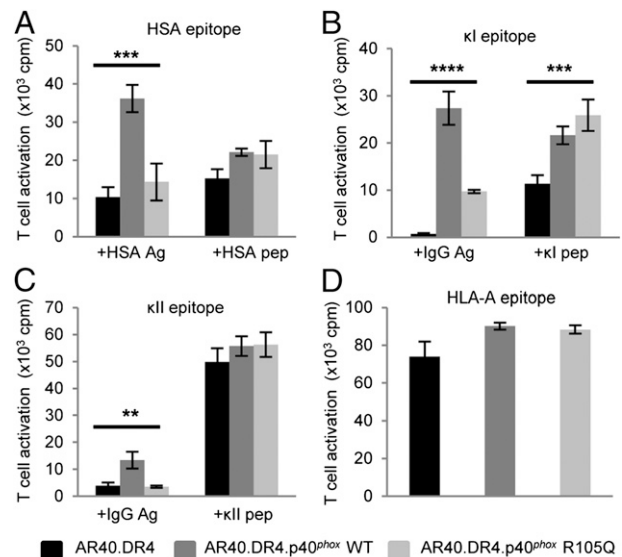 A
HSA epitope
T cell activation (x10³ cpm)
50
40
30
20
10
0
***
+HSA Ag
+HSA pep
B
κI epitope
T cell activation (x10³ cpm)
40
30
20
10
0
****
***
+IgG Ag
+κI pep
C
κII epitope
T cell activation (x10³ cpm)
70
60
50
40
30
20
10
0
**
+IgG Ag
+κII pep
D
HLA-A epitope
T cell activation (x10³ cpm)
100
80
60
40
20
0
AR40.DR4
AR40.DR4.p40phox WT
AR40.DR4.p40phox R105Q